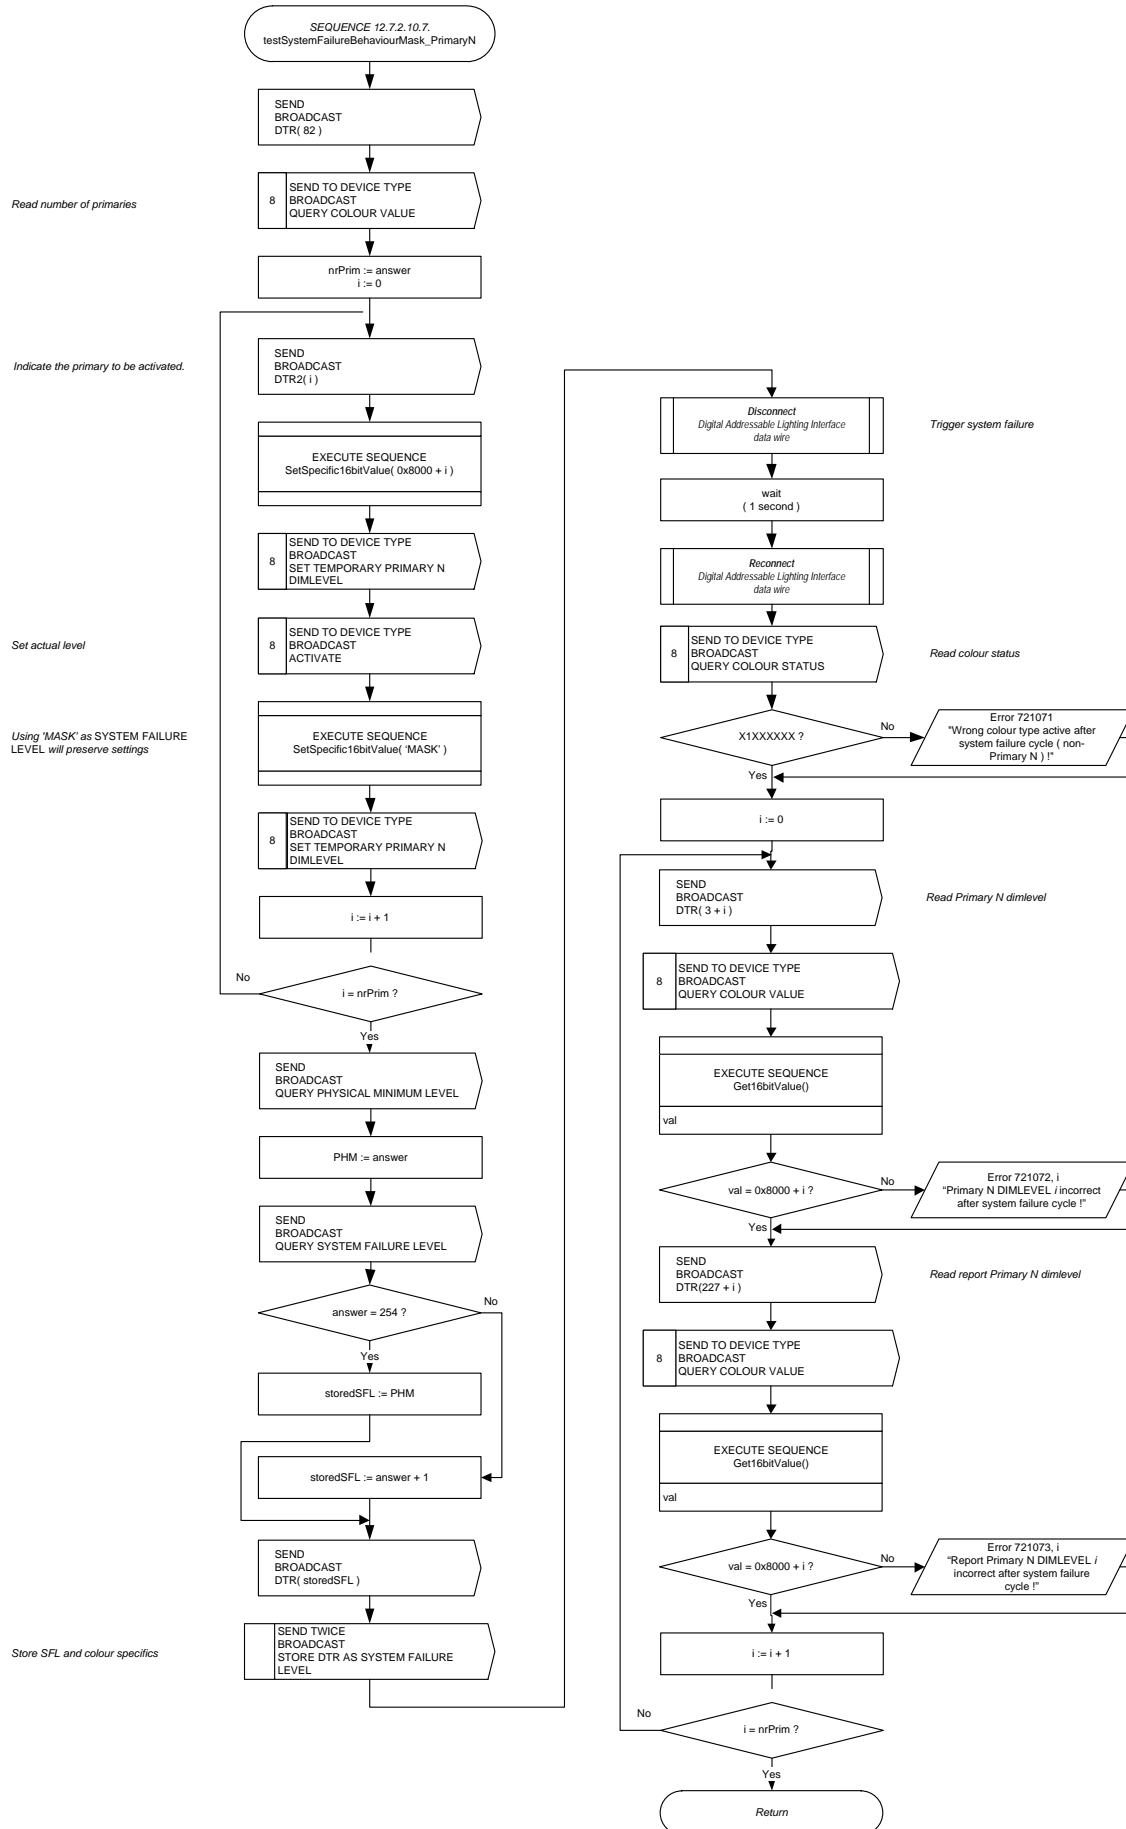 SEQUENCE 12.7.2.10.7.
testSystemFailureBehaviourMask_PrimaryN
SEND
BROADCAST
DTR( 82 )
Read number of primaries
8
SEND TO DEVICE TYPE
BROADCAST
QUERY COLOUR VALUE
nrPrim := answer
i := 0
Indicate the primary to be activated.
SEND
BROADCAST
DTR2( i )
EXECUTE SEQUENCE
SetSpecific16bitValue( 0x8000 + i )
8
SEND TO DEVICE TYPE
BROADCAST
SET TEMPORARY PRIMARY N
DIMLEVEL
Set actual level
8
SEND TO DEVICE TYPE
BROADCAST
ACTIVATE
Using 'MASK' as SYSTEM FAILURE
LEVEL will preserve settings
EXECUTE SEQUENCE
SetSpecific16bitValue( ‘MASK’ )
8
SEND TO DEVICE TYPE
BROADCAST
SET TEMPORARY PRIMARY N
DIMLEVEL
i := i + 1
No
i = nrPrim ?
Yes
SEND
BROADCAST
QUERY PHYSICAL MINIMUM LEVEL
PHM := answer
SEND
BROADCAST
QUERY SYSTEM FAILURE LEVEL
answer = 254 ?
No
Yes
storedSFL := PHM
storedSFL := answer + 1
SEND
BROADCAST
DTR( storedSFL )
Store SFL and colour specifics
SEND TWICE
BROADCAST
STORE DTR AS SYSTEM FAILURE
LEVEL
Disconnect
Digital Addressable Lighting Interface
data wire
Trigger system failure
wait
( 1 second )
Reconnect
Digital Addressable Lighting Interface
data wire
8
SEND TO DEVICE TYPE
BROADCAST
QUERY COLOUR STATUS
Read colour status
X1XXXXXX ?
No
Error 721071
"Wrong colour type active after
system failure cycle ( non-
Primary N ) !"
Yes
i := 0
SEND
BROADCAST
DTR( 3 + i )
Read Primary N dimlevel
8
SEND TO DEVICE TYPE
BROADCAST
QUERY COLOUR VALUE
EXECUTE SEQUENCE
Get16bitValue()
val
val = 0x8000 + i ?
No
Error 721072, i
“Primary N DIMLEVEL i incorrect
after system failure cycle !”
Yes
SEND
BROADCAST
DTR(227 + i )
Read report Primary N dimlevel
8
SEND TO DEVICE TYPE
BROADCAST
QUERY COLOUR VALUE
EXECUTE SEQUENCE
Get16bitValue()
val
val = 0x8000 + i ?
No
Error 721073, i
“Report Primary N DIMLEVEL i
incorrect after system failure
cycle !”
Yes
i := i + 1
No
i = nrPrim ?
Yes
Return